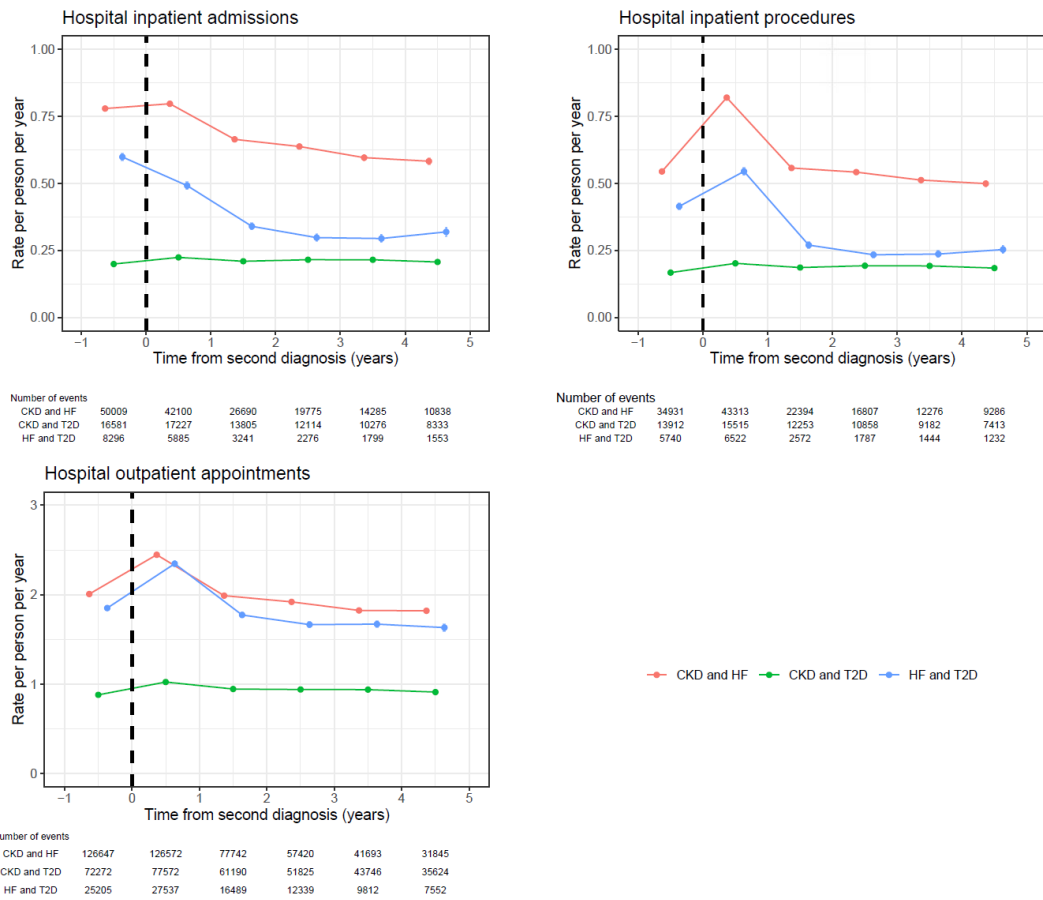 Hospital inpatient admissions
1.00
0.75
0.50
0.25
0.00
Rate per person per year
−1 0 1 2 3 4 5
Time from second diagnosis (years)
Number of events
CKD and HF 50009 42100 26690 19775 14285 10838
CKD and T2D 16581 17227 13805 12114 10276 8333
HF and T2D 8296 5885 3241 2276 1799 1553
Hospital inpatient procedures
1.00
0.75
0.50
0.25
0.00
Rate per person per year
−1 0 1 2 3 4 5
Time from second diagnosis (years)
Number of events
CKD and HF 34931 43313 22394 16807 12276 9286
CKD and T2D 13912 15515 12253 10858 9182 7413
HF and T2D 5740 6522 2572 1787 1444 1232
Hospital outpatient appointments
3
2
1
0
Rate per person per year
−1 0 1 2 3 4 5
Time from second diagnosis (years)
umber of events
CKD and HF 126647 126572 77742 57420 41693 31845
CKD and T2D 72272 77572 61190 51825 43746 35624
HF and T2D 25205 27537 16489 12339 9812 7552
CKD and HF CKD and T2D HF and T2D